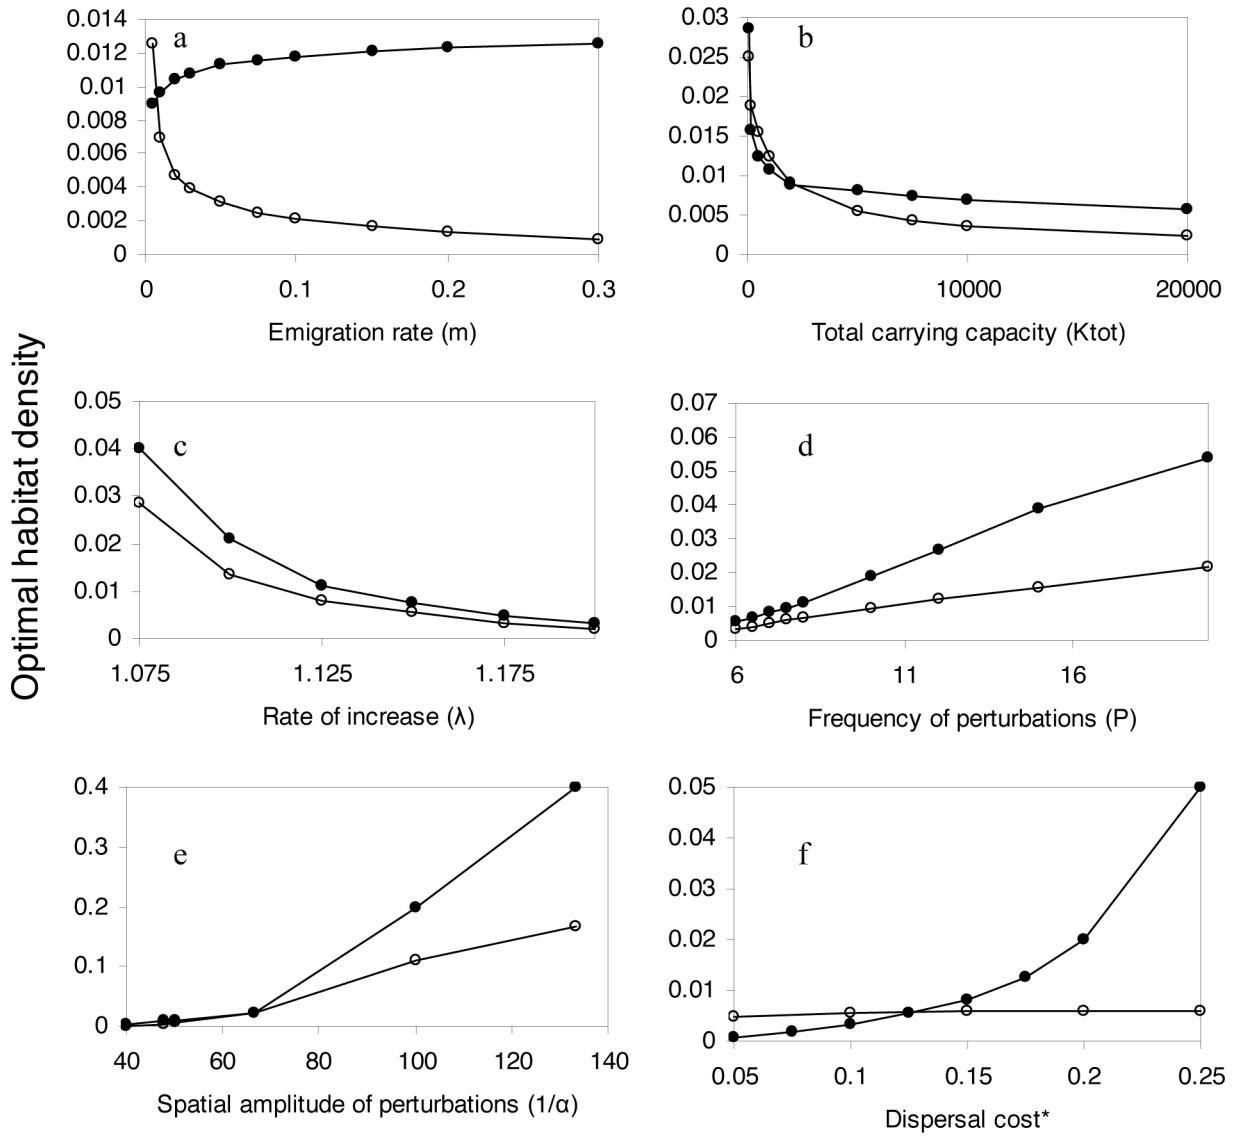 Optimal habitat density
a
0.014
0.012
0.01
0.008
0.006
0.004
0.002
0
0 0.1 0.2 0.3
Emigration rate (m)
b
0.03
0.025
0.02
0.015
0.01
0.005
0
0 10000 20000
Total carrying capacity (Ktot)
c
0.05
0.04
0.03
0.02
0.01
0
1.075 1.125 1.175
Rate of increase (λ)
d
0.07
0.06
0.05
0.04
0.03
0.02
0.01
0
6 11 16
Frequency of perturbations (P)
e
0.4
0.3
0.2
0.1
0
40 60 80 100 120 140
Spatial amplitude of perturbations (1/α)
f
0.05
0.04
0.03
0.02
0.01
0
0.05 0.1 0.15 0.2 0.25
Dispersal cost*